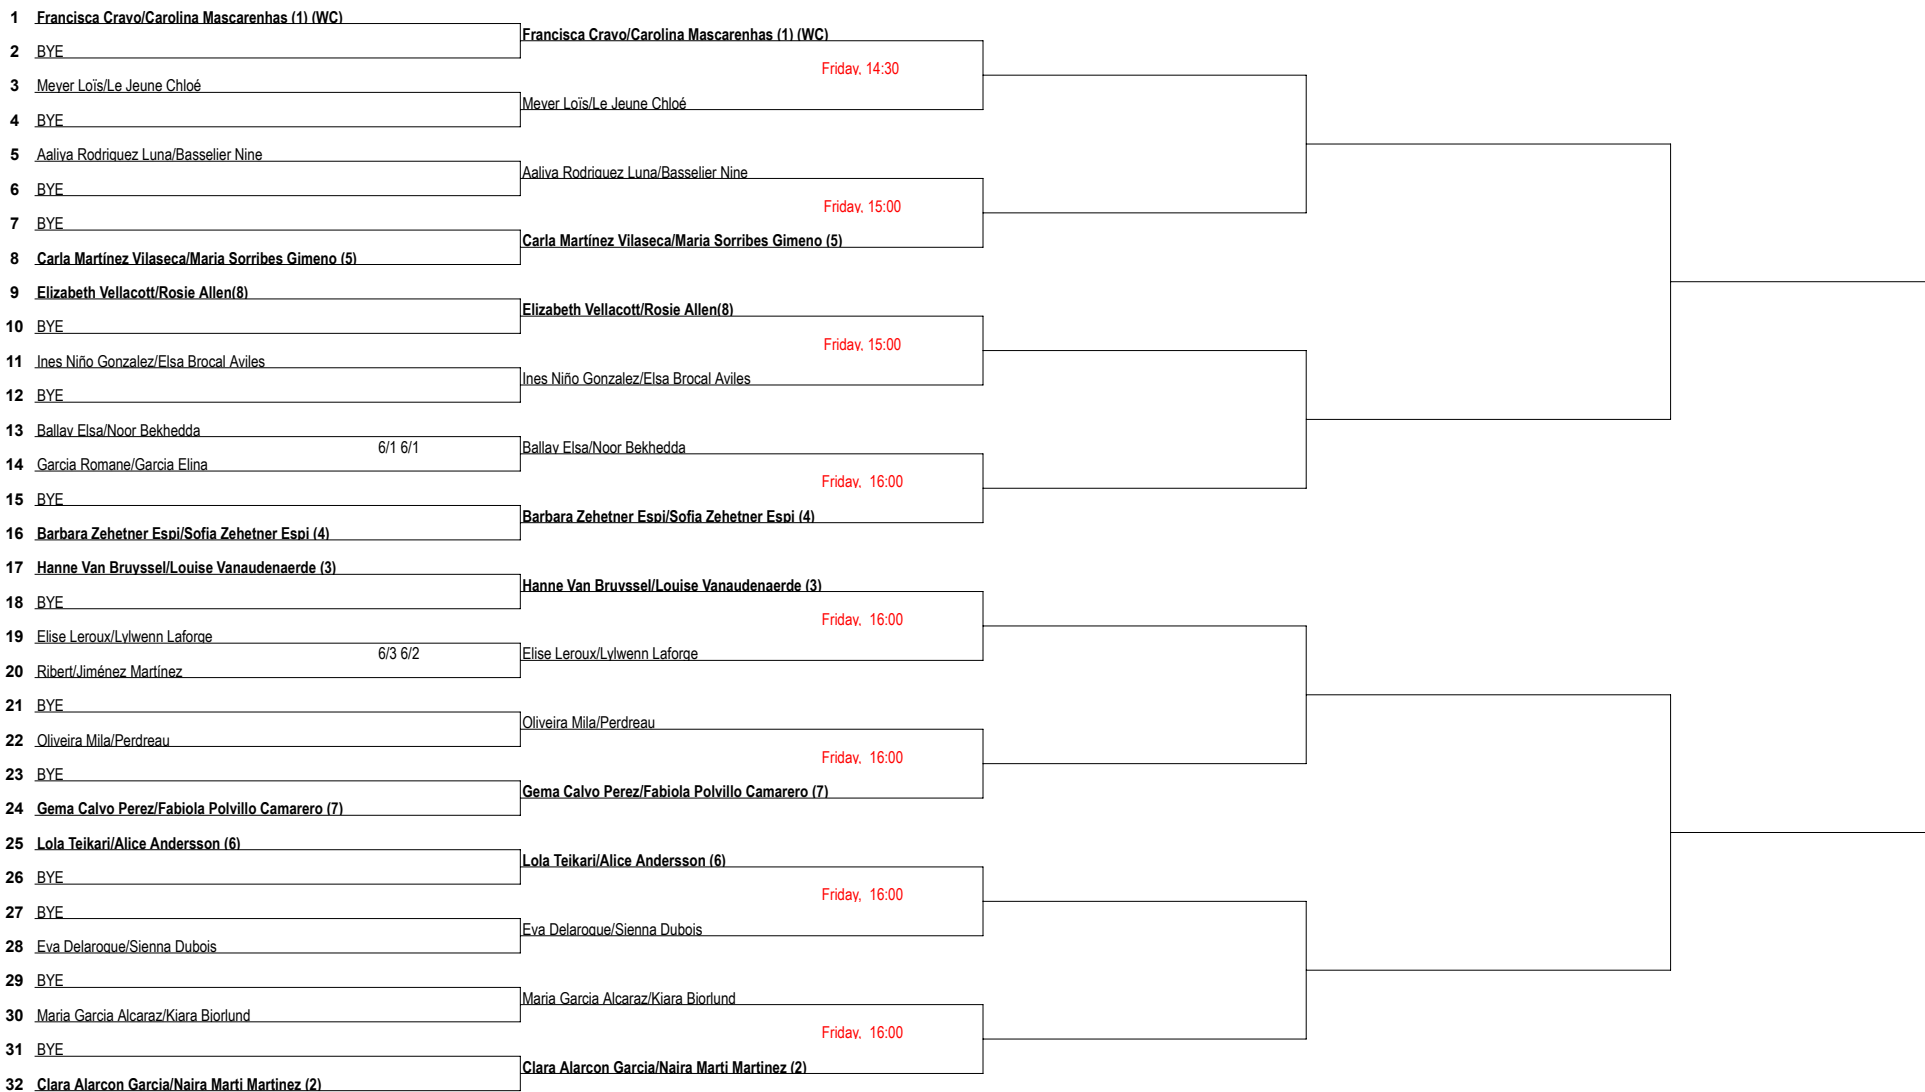 1 Francisca Cravo/Carolina Mascarenhas (1) (WC)
Francisca Cravo/Carolina Mascarenhas (1) (WC)
2 BYE
Friday, 14:30
3 Meyer Loïs/Le Jeune Chloé
Meyer Loïs/Le Jeune Chloé
4 BYE
5 Aaliya Rodriguez Luna/Basselier Nine
Aaliya Rodriguez Luna/Basselier Nine
6 BYE
Friday, 15:00
7 BYE
Carla Martínez Vilaseca/Maria Sorribes Gimeno (5)
8 Carla Martínez Vilaseca/Maria Sorribes Gimeno (5)
9 Elizabeth Vellacott/Rosie Allen(8)
Elizabeth Vellacott/Rosie Allen(8)
10 BYE
Friday, 15:00
11 Ines Niño Gonzalez/Elsa Brocal Aviles
Ines Niño Gonzalez/Elsa Brocal Aviles
12 BYE
13 Ballay Elsa/Noor Bekhedda
6/1 6/1 Ballay Elsa/Noor Bekhedda
14 Garcia Romane/Garcia Elina
Friday, 16:00
15 BYE
Barbara Zehetner Espi/Sofia Zehetner Espi (4)
16 Barbara Zehetner Espi/Sofia Zehetner Espi (4)
17 Hanne Van Bruyssel/Louise Vanaudenaerde (3)
Hanne Van Bruyssel/Louise Vanaudenaerde (3)
18 BYE
Friday, 16:00
19 Elise Leroux/Lylwenn Laforge
6/3 6/2 Elise Leroux/Lylwenn Laforge
20 Ribert/Jiménez Martínez
21 BYE
Oliveira Mila/Perdreau
22 Oliveira Mila/Perdreau
Friday, 16:00
23 BYE
Gema Calvo Perez/Fabiola Polvillo Camarero (7)
24 Gema Calvo Perez/Fabiola Polvillo Camarero (7)
25 Lola Teikari/Alice Andersson (6)
Lola Teikari/Alice Andersson (6)
26 BYE
Friday, 16:00
27 BYE
Eva Delaroque/Sienna Dubois
28 Eva Delaroque/Sienna Dubois
29 BYE
Maria Garcia Alcaraz/Kiara Bjorlund
30 Maria Garcia Alcaraz/Kiara Bjorlund
Friday, 16:00
31 BYE
Clara Alarcon Garcia/Naira Marti Martinez (2)
32 Clara Alarcon Garcia/Naira Marti Martinez (2)